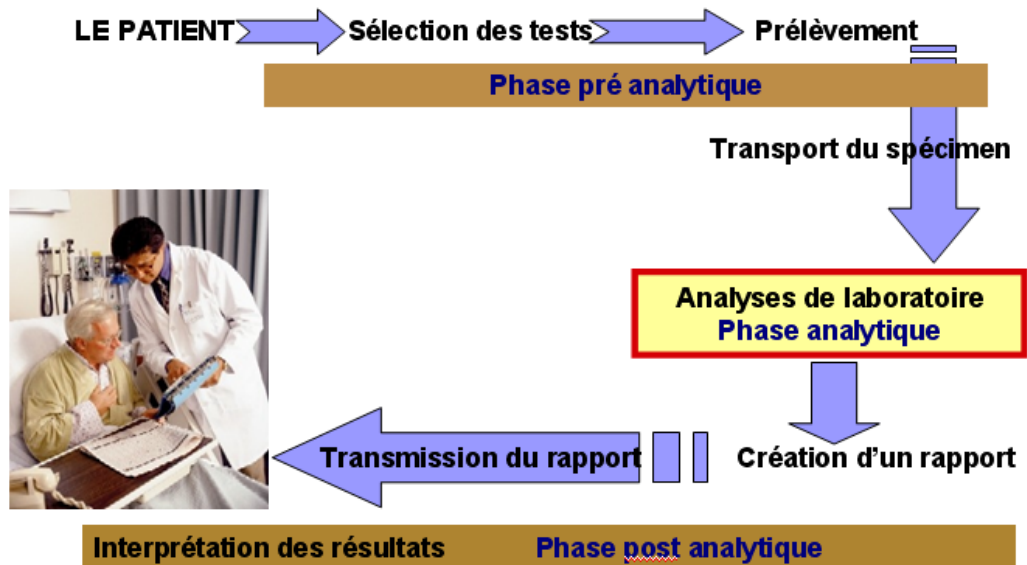 LE PATIENT Sélection des tests Prélèvement
Phase pré analytique
Transport du spécimen
Analyses de laboratoire
Phase analytique
Transmission du rapport Création d'un rapport
Interprétation des résultats Phase post analytique